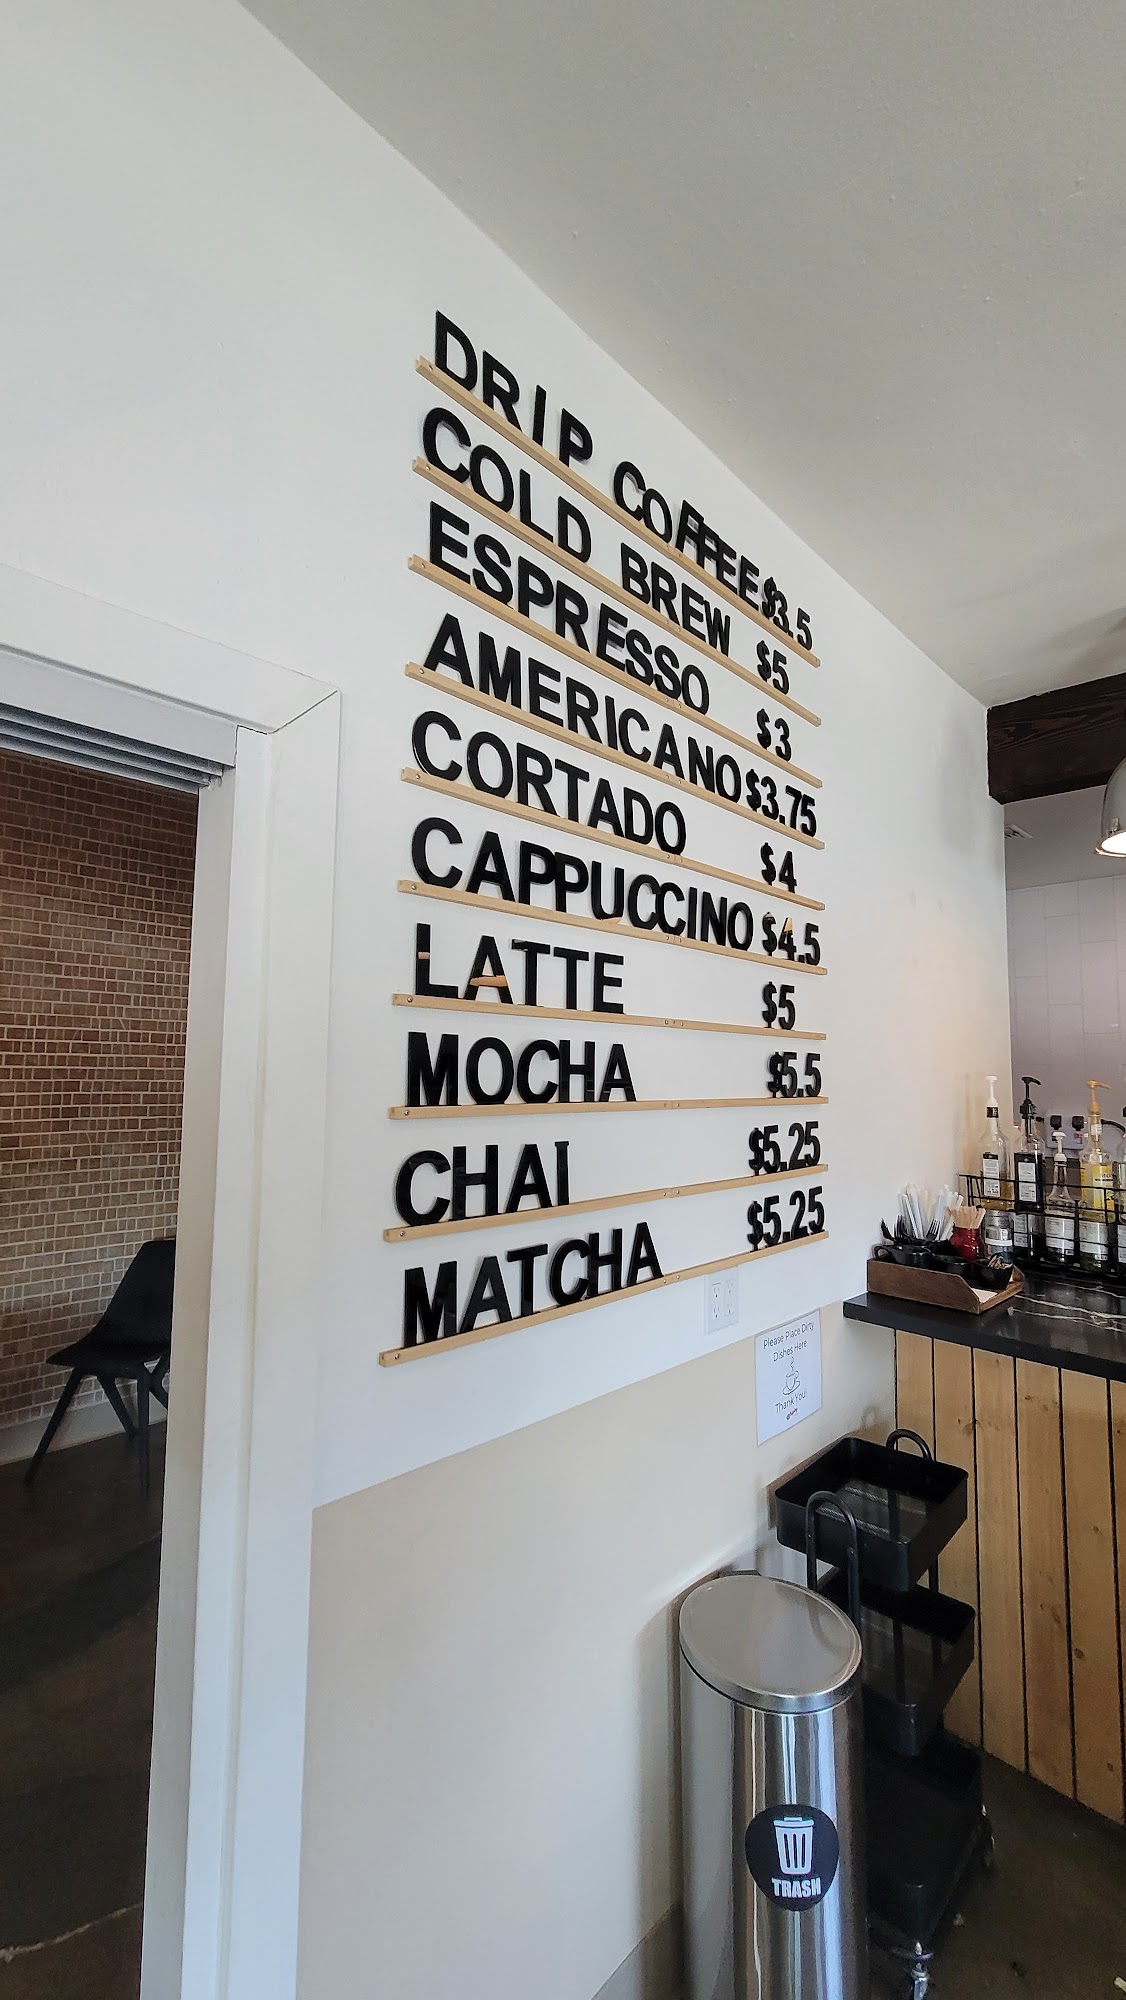 DRIP COFFEE $3.5
COLD BREW $5
ESPRESSO $3
AMERICANO $3.75
CORTADO $4
CAPPUCCINO $4.5
LATTE $5
MOCHA $5.5
CHAI $5.25
MATCHA $5.25
Please Place Dirty
Dishes Here
Thank You!
TRASH